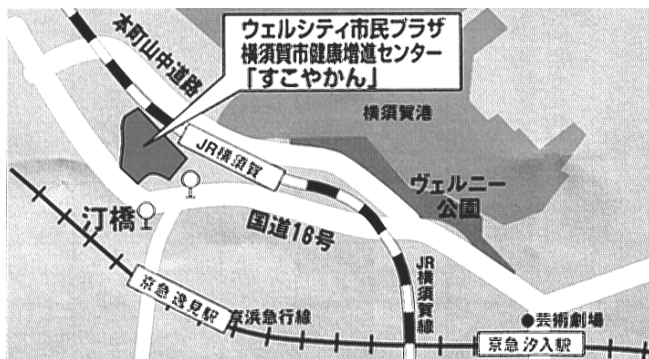 ウェルシティ市民プラザ
横須賀市健康増進センター
「すこやかん」
本町山中道路
横須賀港
JR横須賀
ヴェルニー
公園
汀橋
国道16号
JR横須賀線
京急逸見駅
京浜急行線
芸術劇場
京急汐入駅